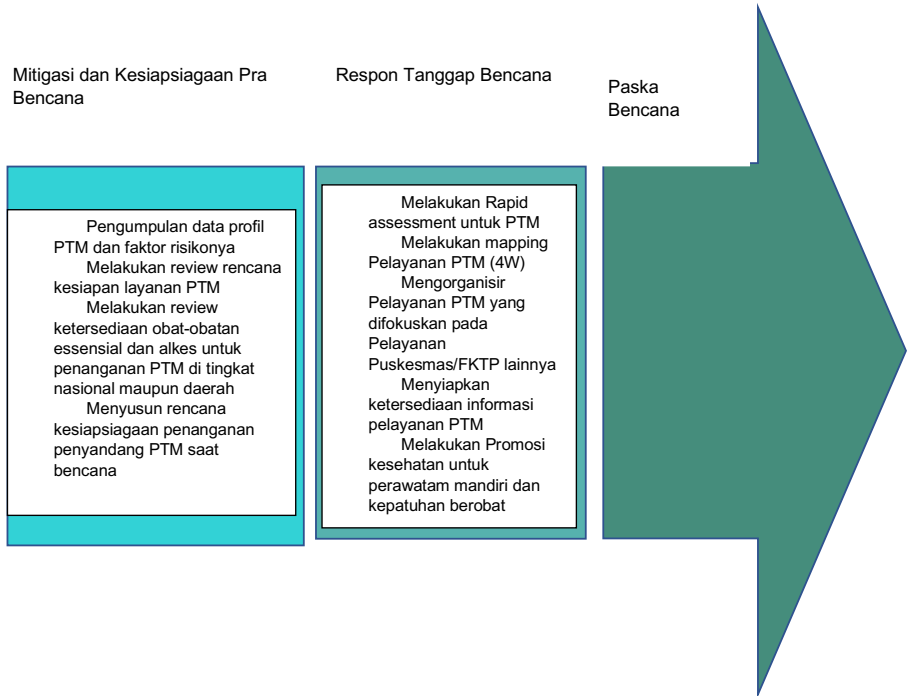 Mitigasi dan Kesiapsiagaan Pra
Bencana
Respon Tanggap Bencana
Paska
Bencana
Pengumpulan data profil
PTM dan faktor risikonya
Melakukan review rencana
kesiapan layanan PTM
Melakukan review
ketersediaan obat-obatan
essensial dan alkes untuk
penanganan PTM di tingkat
nasional maupun daerah
Menyusun rencana
kesiapsiagaan penanganan
penyandang PTM saat
bencana
Melakukan Rapid
assessment untuk PTM
Melakukan mapping
Pelayanan PTM (4W)
Mengorganisir
Pelayanan PTM yang
difokuskan pada
Pelayanan
Puskesmas/FKTP lainnya
Menyiapkan
ketersediaan informasi
pelayanan PTM
Melakukan Promosi
kesehatan untuk
perawatam mandiri dan
kepatuhan berobat